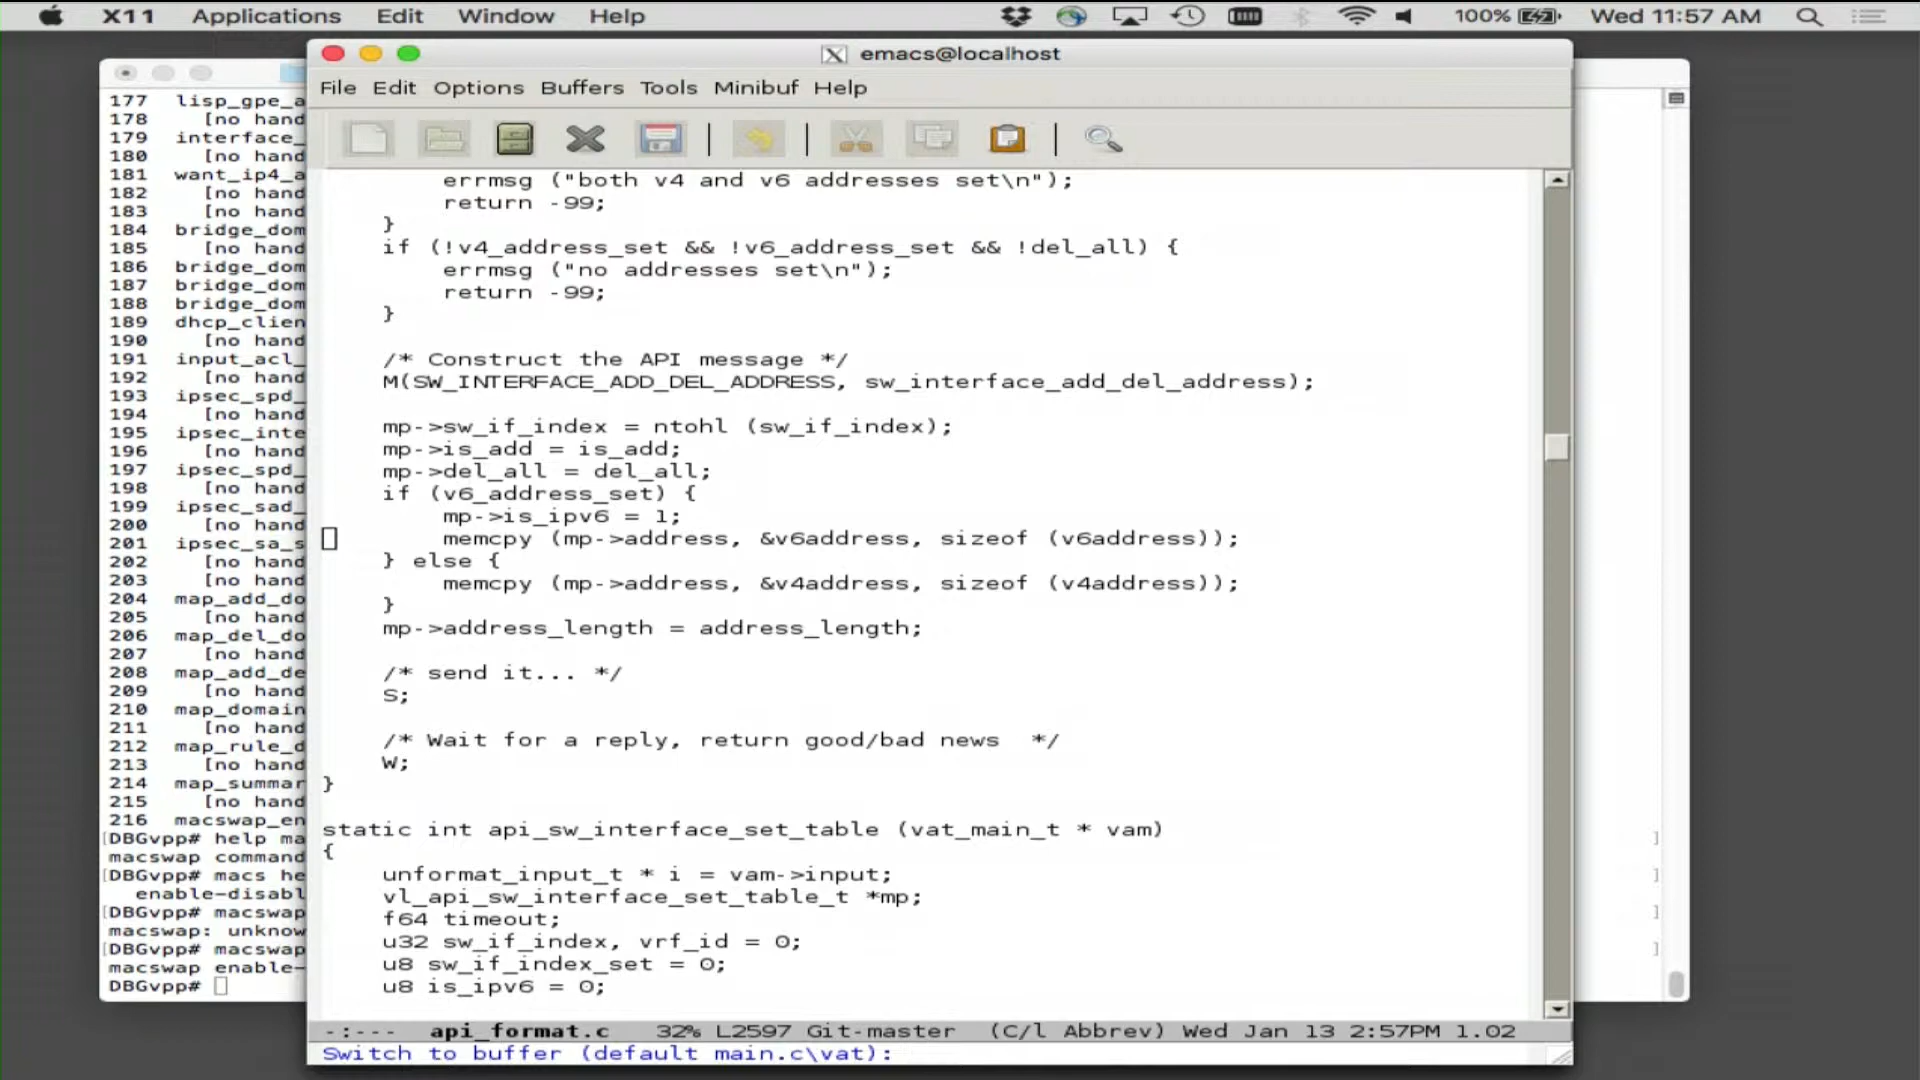 X11 Applications Edit Window Help 100% Wed 11:57 AM
emacs@localhost
File Edit Options Buffers Tools Minibuf Help
177 lisp_gpe_a
178 [no hand
179 interface_
180 [no hand
181 want_ip4_a
182 [no hand
183 [no hand
184 bridge_dom
185 [no hand
186 bridge_dom
187 bridge_dom
188 bridge_dom
189 dhcp_clien
190 [no hand
191 input_acl_
192 [no hand
193 ipsec_spd_
194 [no hand
195 ipsec_inte
196 [no hand
197 ipsec_spd_
198 [no hand
199 ipsec_sad_
200 [no hand
201 ipsec_sa_s
202 [no hand
203 [no hand
204 map_add_do
205 [no hand
206 map_del_do
207 [no hand
208 map_add_de
209 [no hand
210 map_domain
211 [no hand
212 map_rule_d
213 [no hand
214 map_summar
215 [no hand
216 macswap_en
[DBGvpp# help ma ]
macswap command
[DBGvpp# macs he ]
enable-disabl
[DBGvpp# macswap ]
macswap: unknow
[DBGvpp# macswap ]
macswap enable-
DBGvpp#
errmsg ("both v4 and v6 addresses set\n");
return -99;
}
if (!v4_address_set && !v6_address_set && !del_all) {
errmsg ("no addresses set\n");
return -99;
}
/* Construct the API message */
M(SW_INTERFACE_ADD_DEL_ADDRESS, sw_interface_add_del_address);
mp->sw_if_index = ntohl (sw_if_index);
mp->is_add = is_add;
mp->del_all = del_all;
if (v6_address_set) {
mp->is_ipv6 = 1;
memcpy (mp->address, &v6address, sizeof (v6address));
} else {
memcpy (mp->address, &v4address, sizeof (v4address));
}
mp->address_length = address_length;
/* send it... */
S;
/* Wait for a reply, return good/bad news  */
W;
}
static int api_sw_interface_set_table (vat_main_t * vam)
{
unformat_input_t * i = vam->input;
vl_api_sw_interface_set_table_t *mp;
f64 timeout;
u32 sw_if_index, vrf_id = 0;
u8 sw_if_index_set = 0;
u8 is_ipv6 = 0;
-:--- api_format.c 32% L2597 Git-master (C/l Abbrev) Wed Jan 13 2:57PM 1.02
Switch to buffer (default main.c\vat):